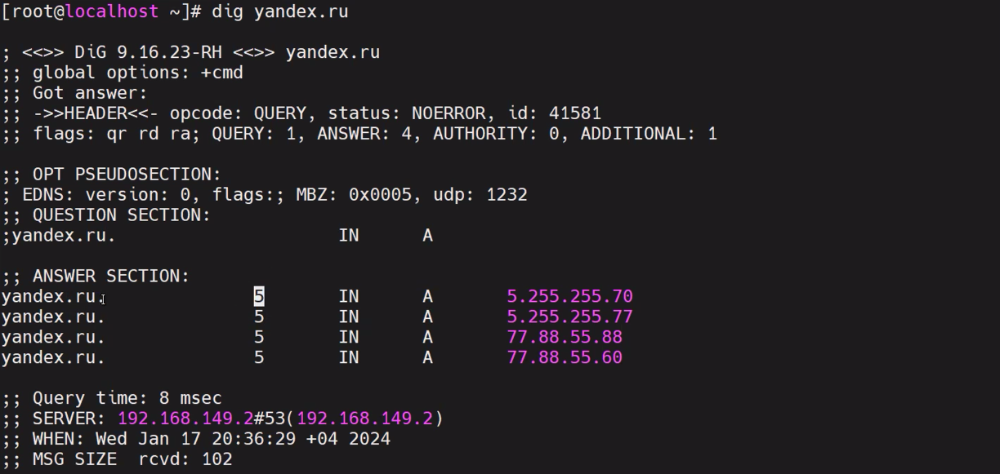 [root@localhost ~]# dig yandex.ru
; <<>> DiG 9.16.23-RH <<>> yandex.ru
;; global options: +cmd
;; Got answer:
;; ->>HEADER<<- opcode: QUERY, status: NOERROR, id: 41581
;; flags: qr rd ra; QUERY: 1, ANSWER: 4, AUTHORITY: 0, ADDITIONAL: 1
;; OPT PSEUDOSECTION:
; EDNS: version: 0, flags:; MBZ: 0x0005, udp: 1232
;; QUESTION SECTION:
;yandex.ru. IN A
;; ANSWER SECTION:
yandex.ru. 5 IN A 5.255.255.70
yandex.ru. 5 IN A 5.255.255.77
yandex.ru. 5 IN A 77.88.55.88
yandex.ru. 5 IN A 77.88.55.60
;; Query time: 8 msec
;; SERVER: 192.168.149.2#53(192.168.149.2)
;; WHEN: Wed Jan 17 20:36:29 +04 2024
;; MSG SIZE rcvd: 102